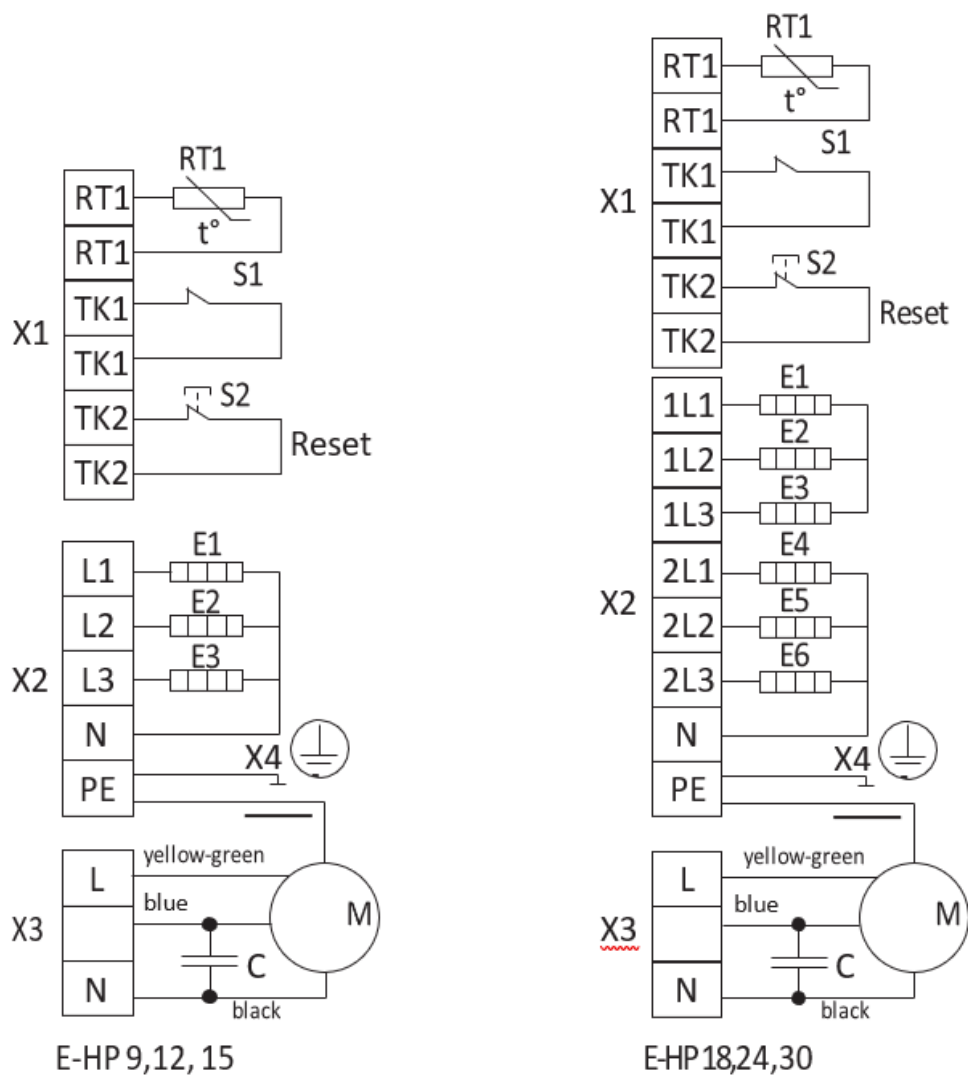 RT1
RT1
t°
RT1
S1
TK1
X1
TK1
S2
TK2
Reset
TK2
E1
L1
E2
L2
E3
X2
L3
N
X4
PE
yellow-green
L
blue
M
X3
C
N
black
E-HP 9,12, 15
RT1
RT1
t°
RT1
S1
TK1
X1
TK1
S2
TK2
Reset
TK2
E1
1L1
E2
1L2
E3
1L3
E4
2L1
X2
E5
2L2
E6
2L3
N
X4
PE
yellow-green
L
blue
M
X3
C
N
black
E-HP18,24,30